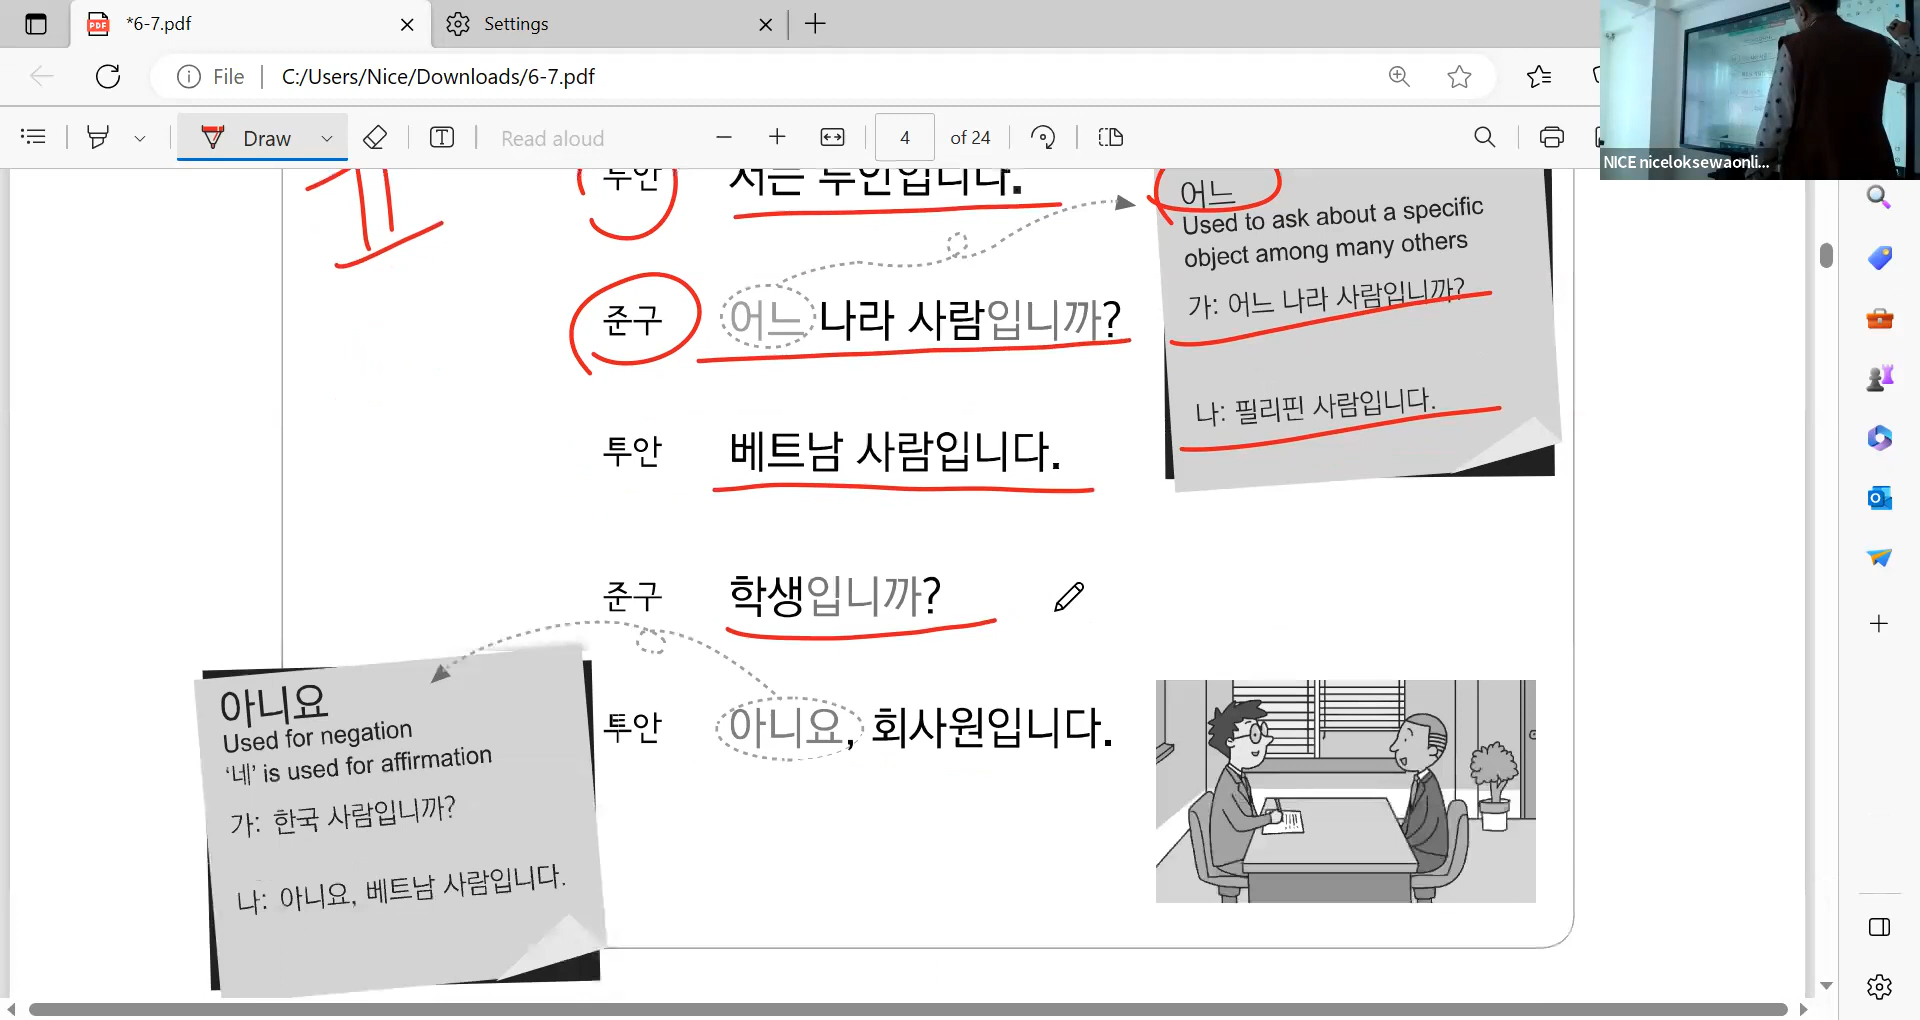 *6-7.pdf
Settings
File
C:/Users/Nice/Downloads/6-7.pdf
Draw
Read aloud
4 of 24
NICE niceloksewaonli...
투안 저는 투안입니다.
준구 어느 나라 사람입니까?
투안 베트남 사람입니다.
준구 학생입니까?
투안 아니요, 회사원입니다.
어느
Used to ask about a specific
object among many others
가: 어느 나라 사람입니까?
나: 필리핀 사람입니다.
아니요
Used for negation
‘네’ is used for affirmation
가: 한국 사람입니까?
나: 아니요, 베트남 사람입니다.